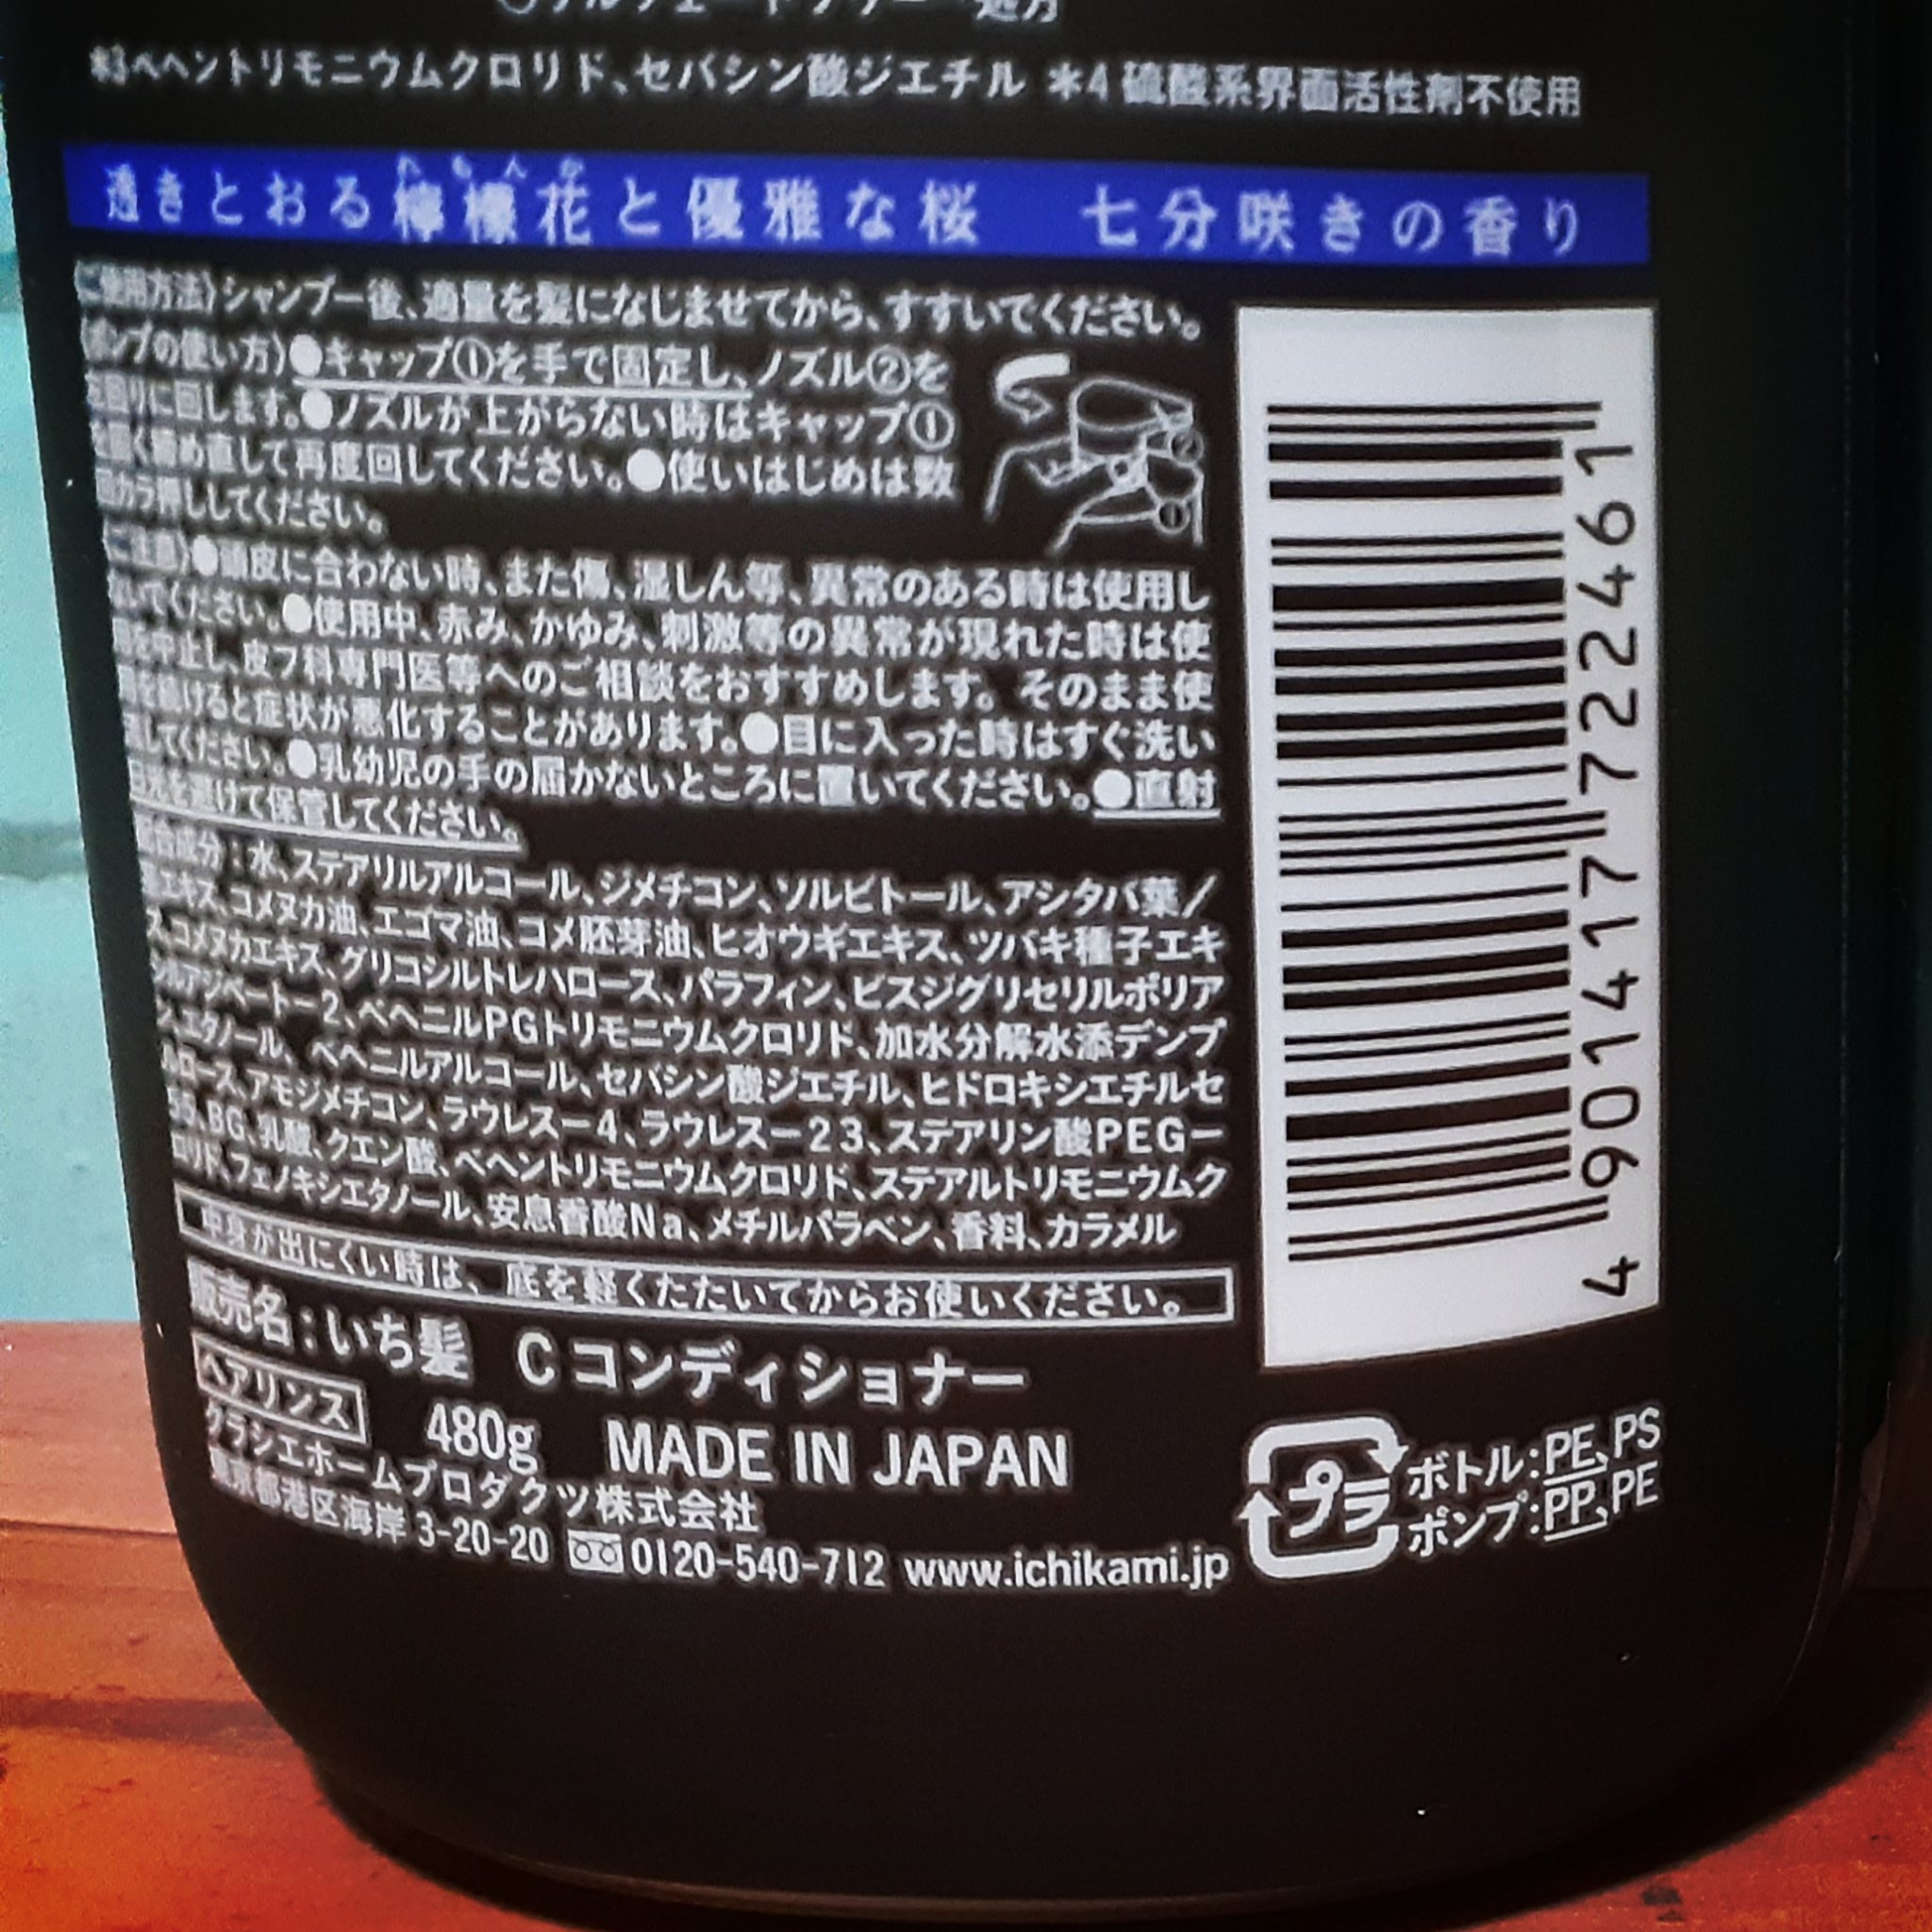 *3ベヘントリモニウムクロリド、セバシン酸ジエチル *4 硫酸系界面活性剤不使用
れもんか
透きとおる檸檬花と優雅な桜 七分咲きの香り
〈ご使用方法〉シャンプー後、適量を髪になじませてから、すすいでください。
〈ポンプの使い方〉●キャップ①を手で固定し、ノズル②を
左回りに回します。●ノズルが上がらない時はキャップ①
を固く締め直して再度回してください。●使いはじめは数
回カラ押ししてください。
② ①
〈ご注意〉●頭皮に合わない時、また傷、湿しん等、異常のある時は使用し
ないでください。●使用中、赤み、かゆみ、刺激等の異常が現れた時は使
用を中止し、皮フ科専門医等へのご相談をおすすめします。そのまま使
用を続けると症状が悪化することがあります。●目に入った時はすぐ洗い
流してください。●乳幼児の手の届かないところに置いてください。●直射
日光を避けて保管してください。
配合成分:水、ステアリルアルコール、ジメチコン、ソルビトール、アシタバ葉/
茎エキス、コメヌカ油、エゴマ油、コメ胚芽油、ヒオウギエキス、ツバキ種子エキ
ス、コメヌカエキス、グリコシルトレハロース、パラフィン、ビスジグリセリルポリア
シルアジペートー2、ベヘニルPGトリモニウムクロリド、加水分解水添デンプ
ン、エタノール、ベヘニルアルコール、セバシン酸ジエチル、ヒドロキシエチルセ
ルロース、アモジメチコン、ラウレスー4、ラウレスー23、ステアリン酸PEGー
55、BG、乳酸、クエン酸、ベヘントリモニウムクロリド、ステアルトリモニウムク
ロリド、フェノキシエタノール、安息香酸Na、メチルパラベン、香料、カラメル
中身が出にくい時は、底を軽くたたいてからお使いください。
販売名:いち髪 Cコンディショナー
ヘアリンス 480g MADE IN JAPAN
クラシエホームプロダクツ株式会社
東京都港区海岸 3-20-20 0120-540-712 www.ichikami.jp
4901417722461
プラ
ボトル:PE、PS
ポンプ:PP、PE